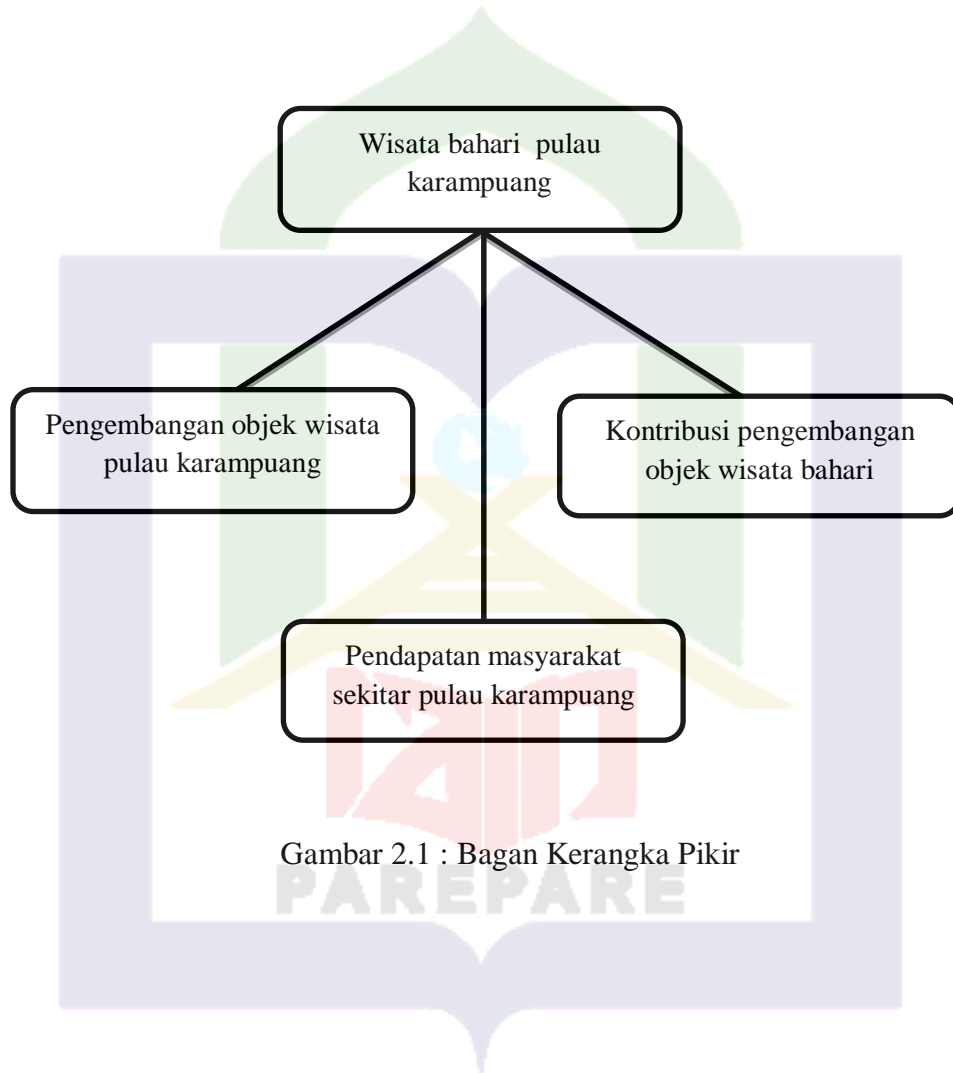 Wisata bahari pulau
karampuang
Pengembangan objek wisata
pulau karampuang
Kontribusi pengembangan
objek wisata bahari
Pendapatan masyarakat
sekitar pulau karampuang
Gambar 2.1 : Bagan Kerangka Pikir
PAREPARE